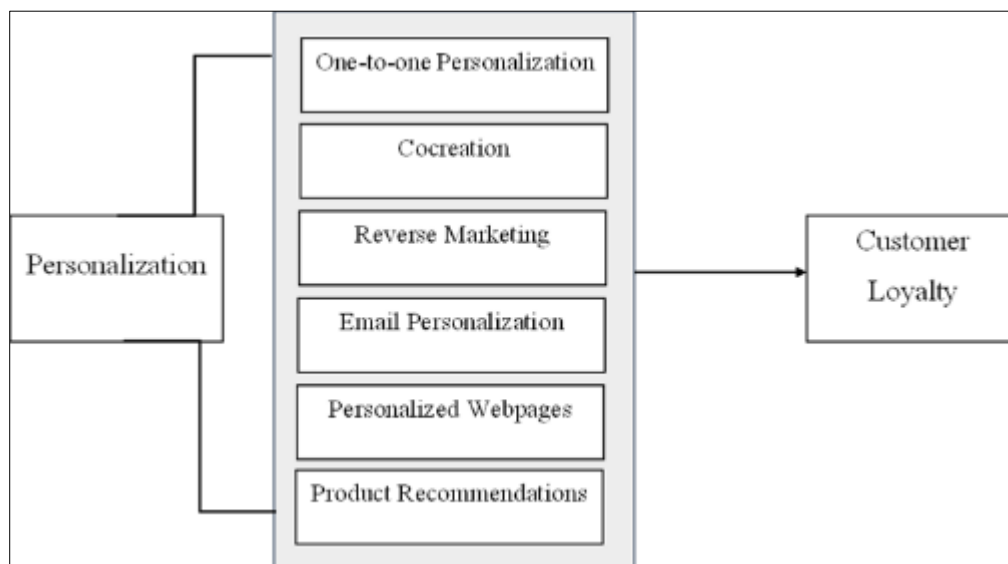 One-to-one Personalization
Cocreation
Reverse Marketing
Personalization
Email Personalization
Personalized Webpages
Product Recommendations
Customer
Loyalty